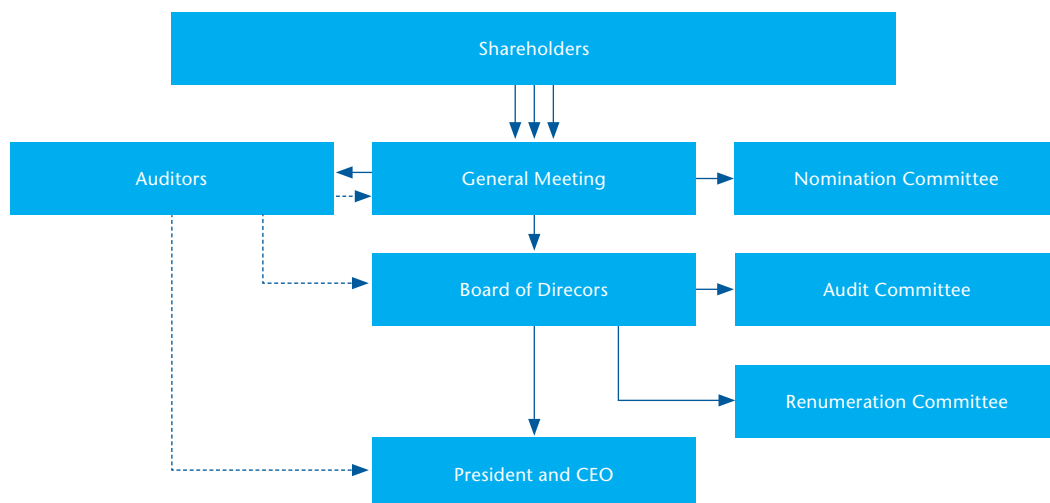 Shareholders
Auditors
General Meeting
Nomination Committee
Board of Direcors
Audit Committee
Renumeration Committee
President and CEO